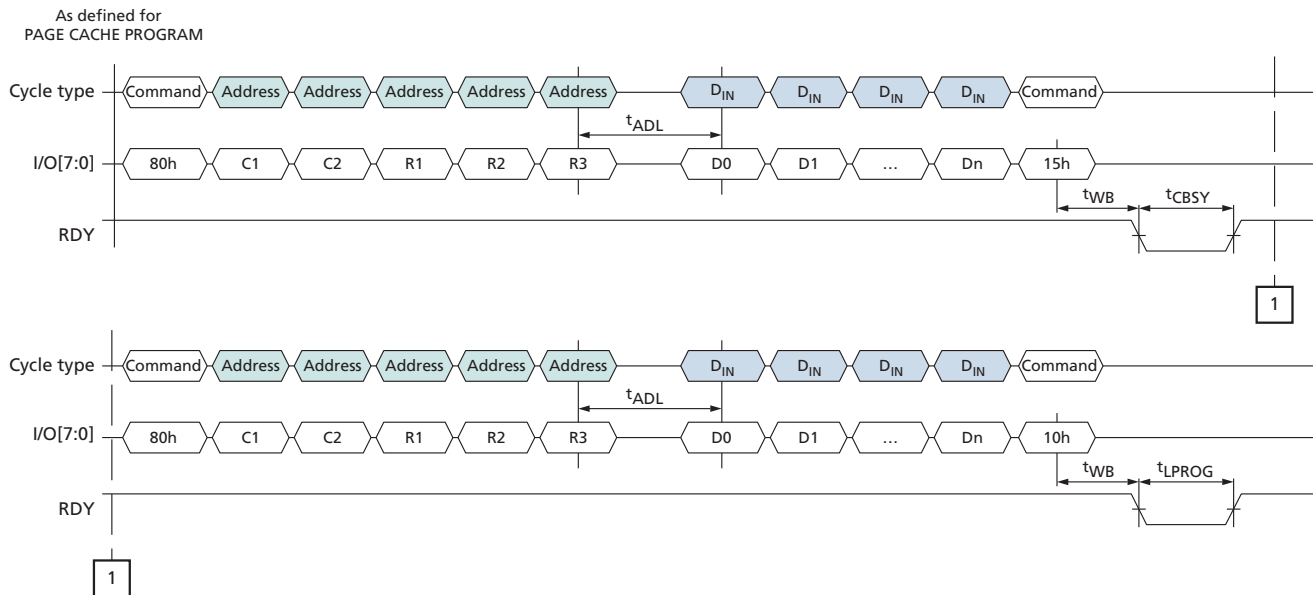 As defined for
PAGE CACHE PROGRAM
Cycle type Command Address Address Address Address Address DIN DIN DIN DIN Command
tADL
I/O[7:0] 80h C1 C2 R1 R2 R3 D0 D1 … Dn 15h
tWB tCBSY
RDY
1
Cycle type Command Address Address Address Address Address DIN DIN DIN DIN Command
tADL
I/O[7:0] 80h C1 C2 R1 R2 R3 D0 D1 … Dn 10h
tWB tLPROG
RDY
1